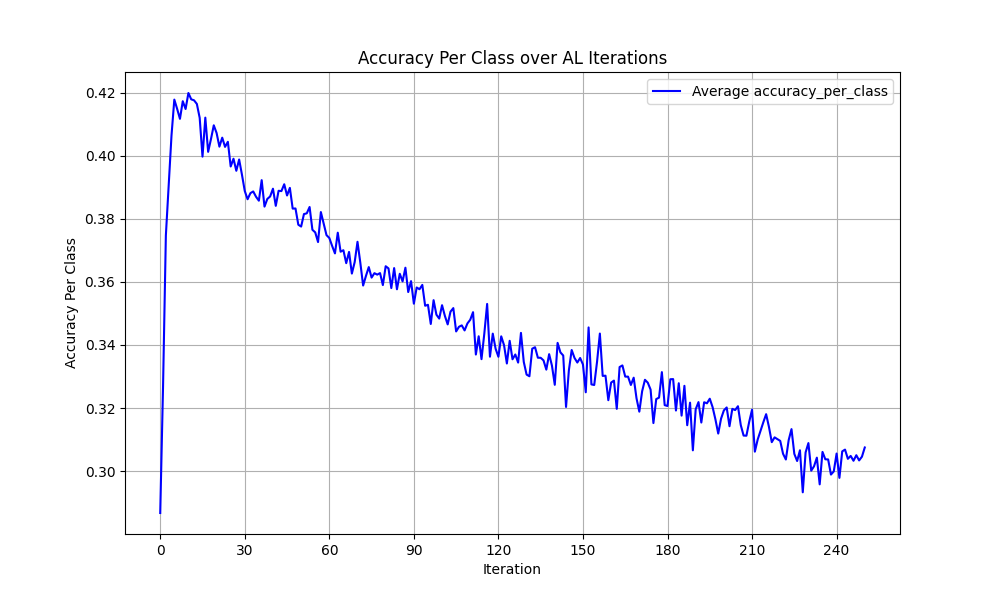 Accuracy Per Class over AL Iterations
Average accuracy_per_class
Accuracy Per Class
0.42
0.40
0.38
0.36
0.34
0.32
0.30
0 30 60 90 120 150 180 210 240
Iteration